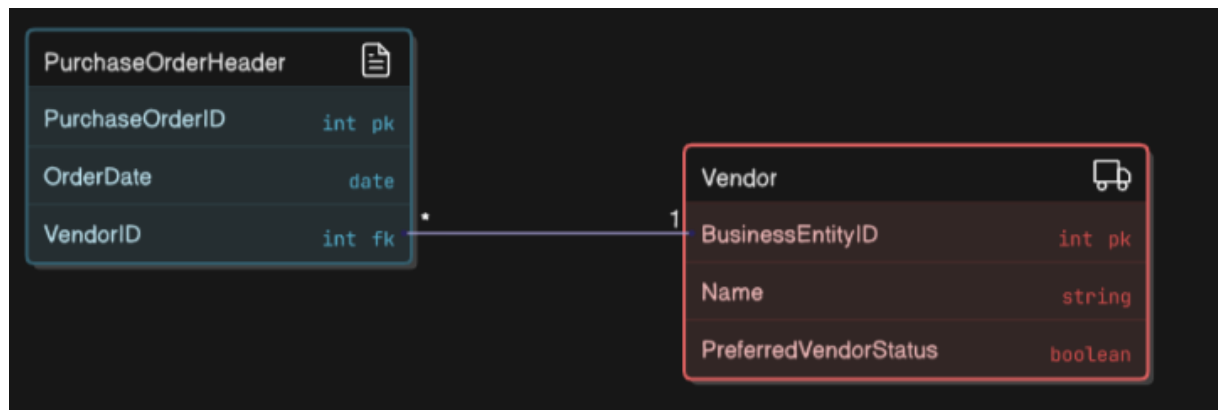 PurchaseOrderHeader
PurchaseOrderID int pk
OrderDate date
VendorID int fk
* 1
Vendor
BusinessEntityID int pk
Name string
PreferredVendorStatus boolean